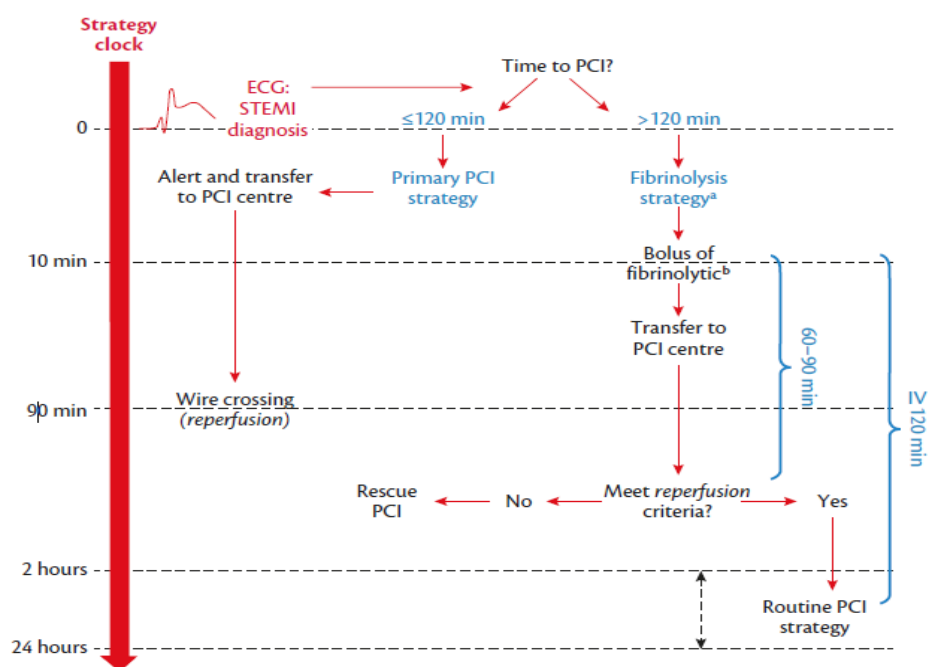 Strategy
clock
Time to PCI?
ECG:
STEMI
diagnosis
0
≤120 min
>120 min
Alert and transfer
to PCI centre
Primary PCI
strategy
Fibrinolysis
strategyᵃ
10 min
Bolus of
fibrinolyticᵇ
Transfer to
PCI centre
60–90 min
≥120 min
90 min
Wire crossing
(reperfusion)
Rescue
PCI
No
Meet reperfusion
criteria?
Yes
2 hours
Routine PCI
strategy
24 hours